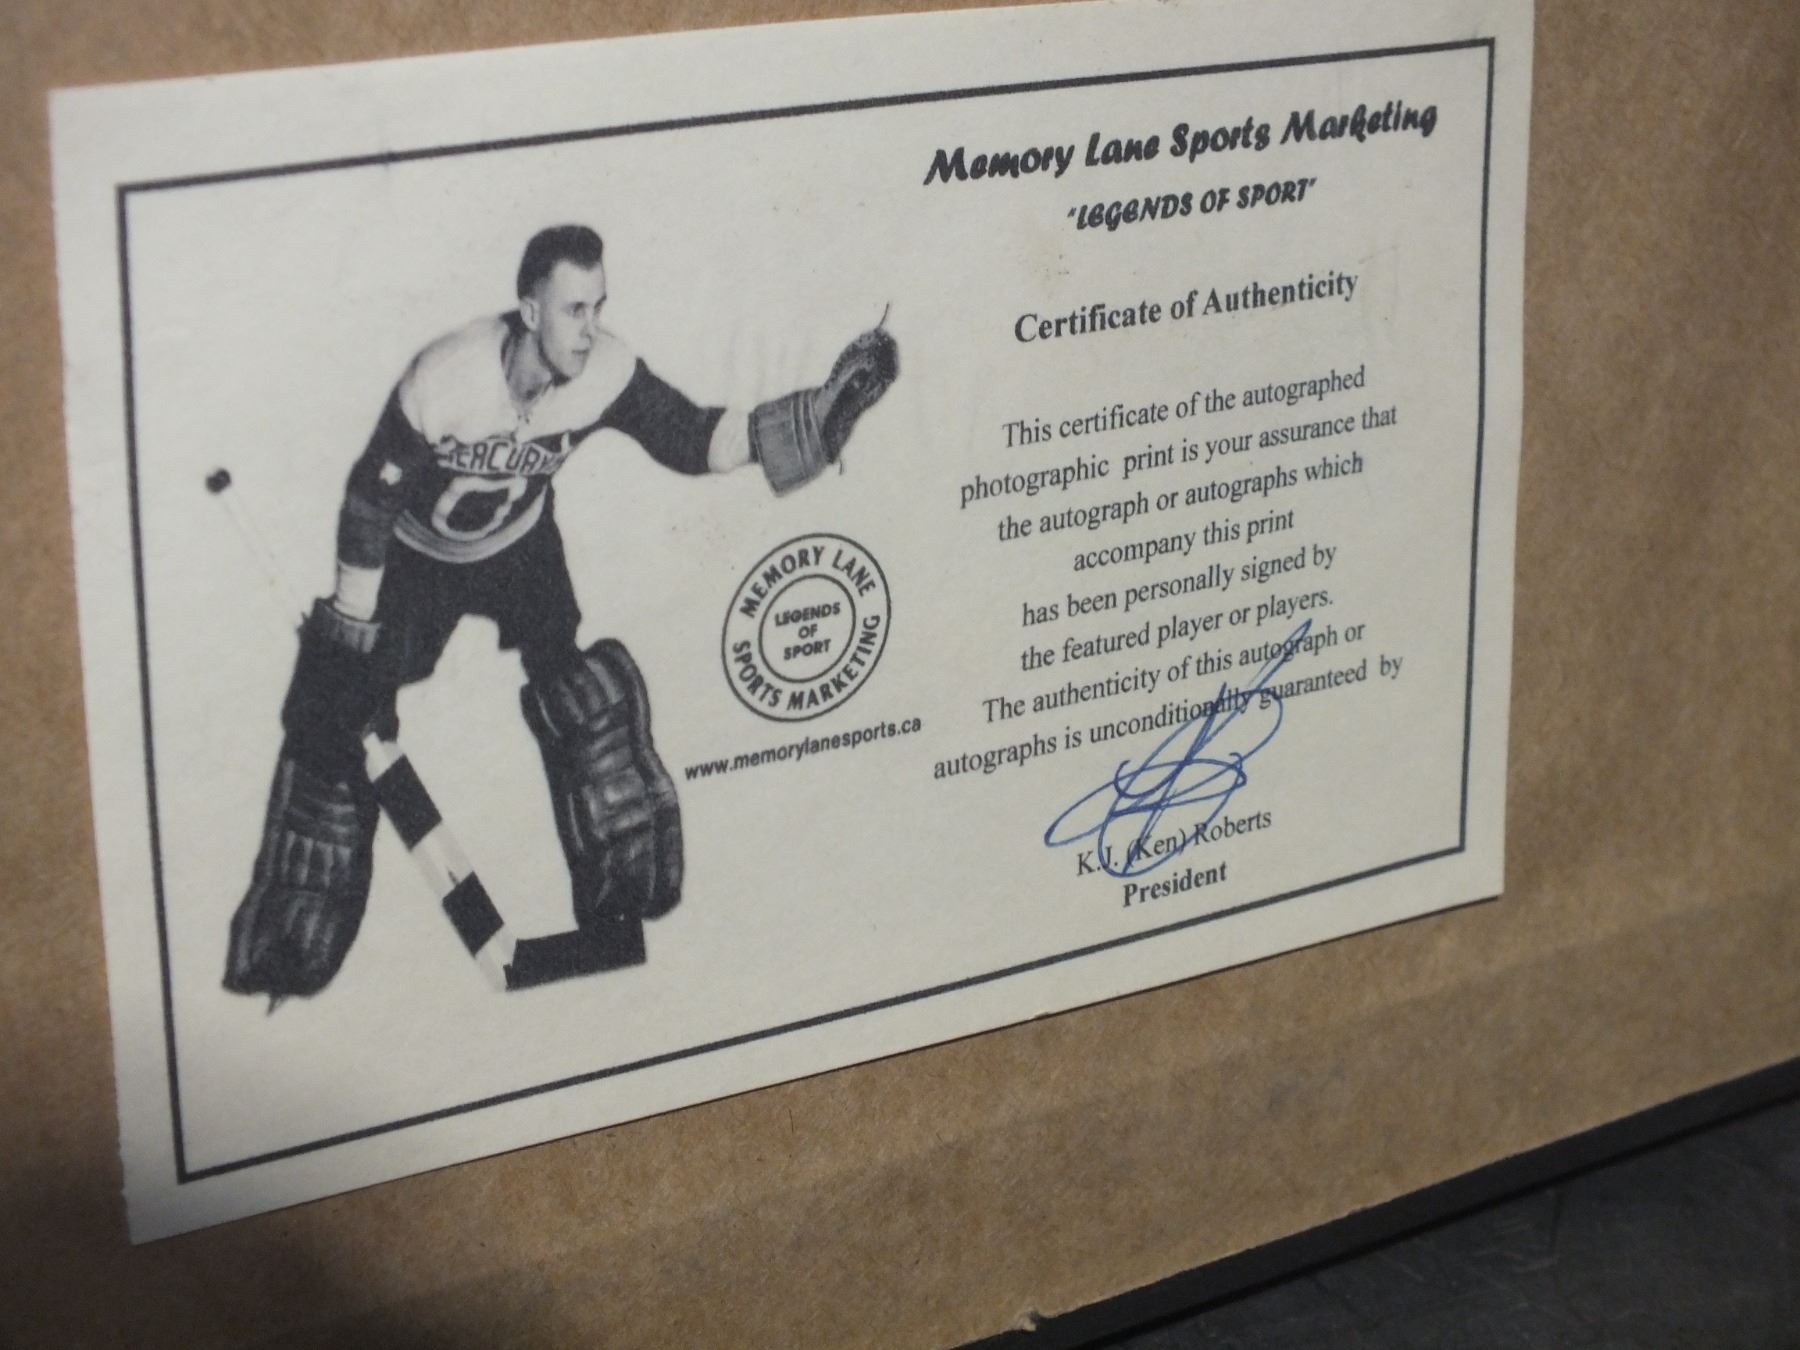 Memory Lane Sports Marketing
"LEGENDS OF SPORT"
Certificate of Authenticity
This certificate of the autographed
photographic print is your assurance that
the autograph or autographs which
accompany this print
has been personally signed by
the featured player or players.
The authenticity of this autograph or
autographs is unconditionally guaranteed by
K.J. (Ken) Roberts
President
MEMORY LANE
SPORTS MARKETING
LEGENDS
OF
SPORT
www.memorylanesports.ca